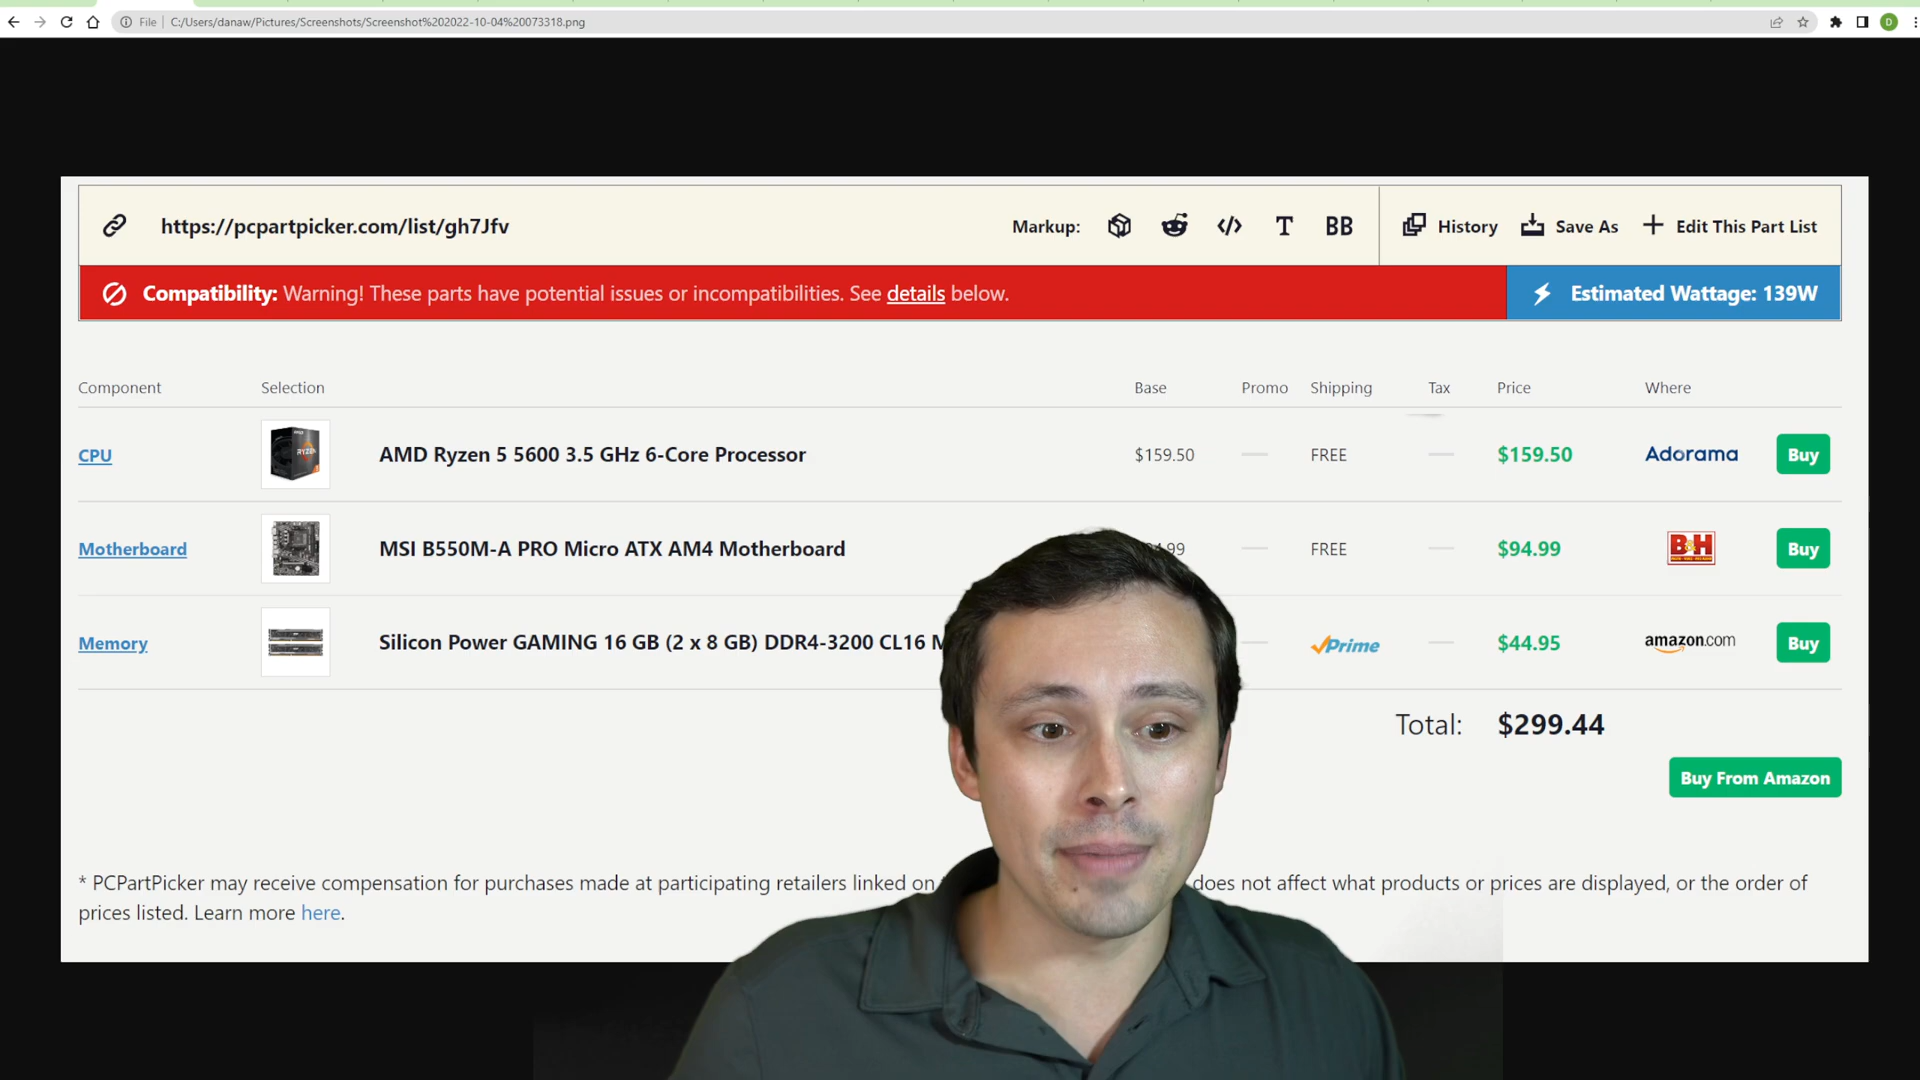 File C:/Users/danaw/Pictures/Screenshots/Screenshot%202022-10-04%20073318.png D
https://pcpartpicker.com/list/gh7Jfv Markup: T BB History Save As Edit This Part List
Compatibility: Warning! These parts have potential issues or incompatibilities. See details below. Estimated Wattage: 139W
Component Selection Base Promo Shipping Tax Price Where
CPU RYZEN AMD Ryzen 5 5600 3.5 GHz 6-Core Processor $159.50 FREE $159.50 Adorama Buy
Motherboard MSI B550M-A PRO Micro ATX AM4 Motherboard FREE $94.99 B&H Buy
Memory Silicon Power GAMING 16 GB (2 x 8 GB) DDR4-3200 CL16 Prime $44.95 amazon.com Buy
Total: $299.44
Buy From Amazon
* PCPartPicker may receive compensation for purchases made at participating retailers linked on does not affect what products or prices are displayed, or the order of
prices listed. Learn more here.